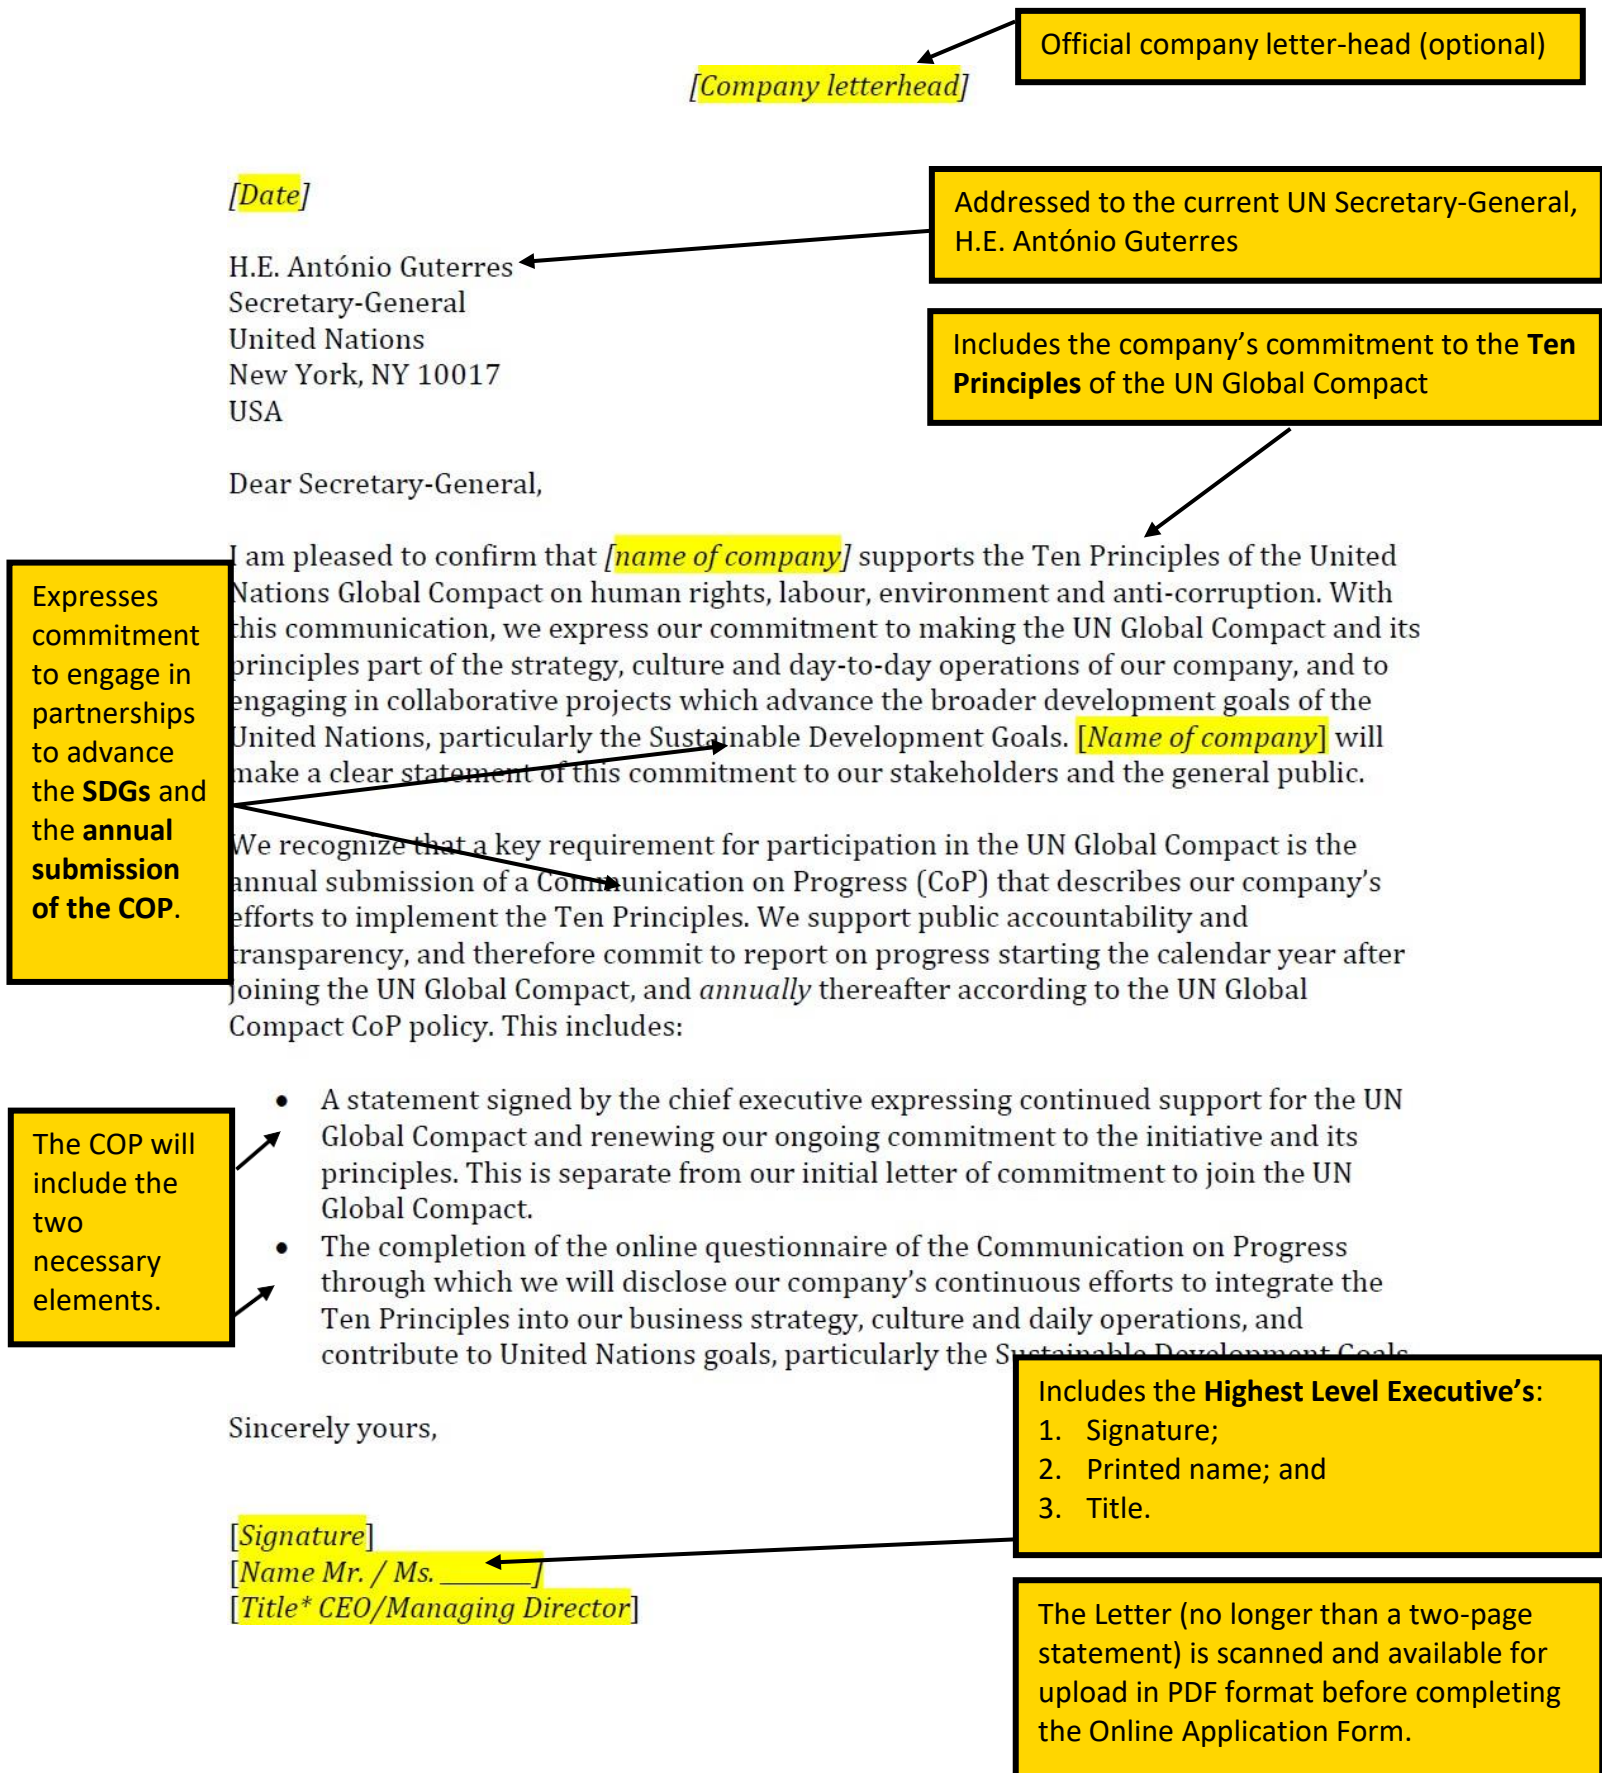 Official company letter-head (optional)
[Company letterhead]
[Date]
Addressed to the current UN Secretary-General,
H.E. António Guterres
H.E. António Guterres
Secretary-General
United Nations
New York, NY 10017
USA
Includes the company’s commitment to the Ten
Principles of the UN Global Compact
Dear Secretary-General,
I am pleased to confirm that [name of company] supports the Ten Principles of the United
Nations Global Compact on human rights, labour, environment and anti-corruption. With
this communication, we express our commitment to making the UN Global Compact and its
principles part of the strategy, culture and day-to-day operations of our company, and to
engaging in collaborative projects which advance the broader development goals of the
United Nations, particularly the Sustainable Development Goals. [Name of company] will
make a clear statement of this commitment to our stakeholders and the general public.
Expresses
commitment
to engage in
partnerships
to advance
the SDGs and
the annual
submission
of the COP.
We recognize that a key requirement for participation in the UN Global Compact is the
annual submission of a Communication on Progress (CoP) that describes our company’s
efforts to implement the Ten Principles. We support public accountability and
transparency, and therefore commit to report on progress starting the calendar year after
joining the UN Global Compact, and annually thereafter according to the UN Global
Compact CoP policy. This includes:
• A statement signed by the chief executive expressing continued support for the UN
Global Compact and renewing our ongoing commitment to the initiative and its
principles. This is separate from our initial letter of commitment to join the UN
Global Compact.
• The completion of the online questionnaire of the Communication on Progress
through which we will disclose our company’s continuous efforts to integrate the
Ten Principles into our business strategy, culture and daily operations, and
contribute to United Nations goals, particularly the Sustainable Development Goals
The COP will
include the
two
necessary
elements.
Includes the Highest Level Executive’s:
1. Signature;
2. Printed name; and
3. Title.
Sincerely yours,
[Signature]
[Name Mr. / Ms. _______]
[Title* CEO/Managing Director]
The Letter (no longer than a two-page
statement) is scanned and available for
upload in PDF format before completing
the Online Application Form.